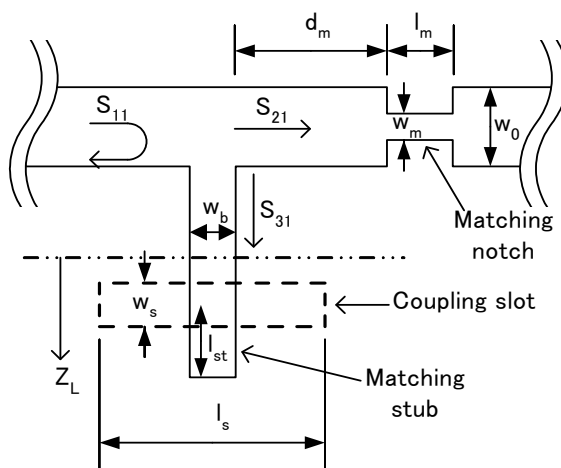 d_m
l_m
S_11
S_21
w_m
w_0
w_b
S_31
Matching
notch
w_s
Coupling slot
l_st
Z_L
Matching
stub
l_s